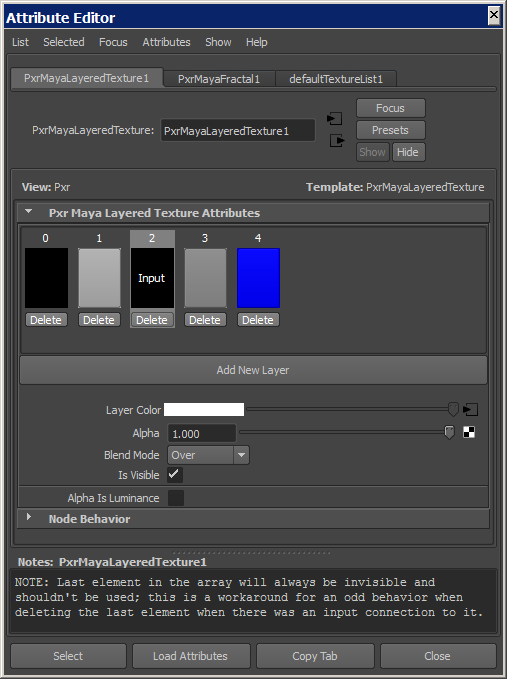 Attribute Editor
List Selected Focus Attributes Show Help
PxrMayaLayeredTexture1 PxrMayaFractal1 defaultTextureList1
Focus
PxrMayaLayeredTexture: PxrMayaLayeredTexture1 Presets
Show Hide
View: Pxr Template: PxrMayaLayeredTexture
Pxr Maya Layered Texture Attributes
0 1 2 3 4
Input
Delete Delete Delete Delete Delete
Add New Layer
Layer Color
Alpha 1.000
Blend Mode Over
Is Visible
Alpha Is Luminance
Node Behavior
Notes: PxrMayaLayeredTexture1
NOTE: Last element in the array will always be invisible and
shouldn't be used; this is a workaround for an odd behavior when
deleting the last element when there was an input connection to it.
Select Load Attributes Copy Tab Close